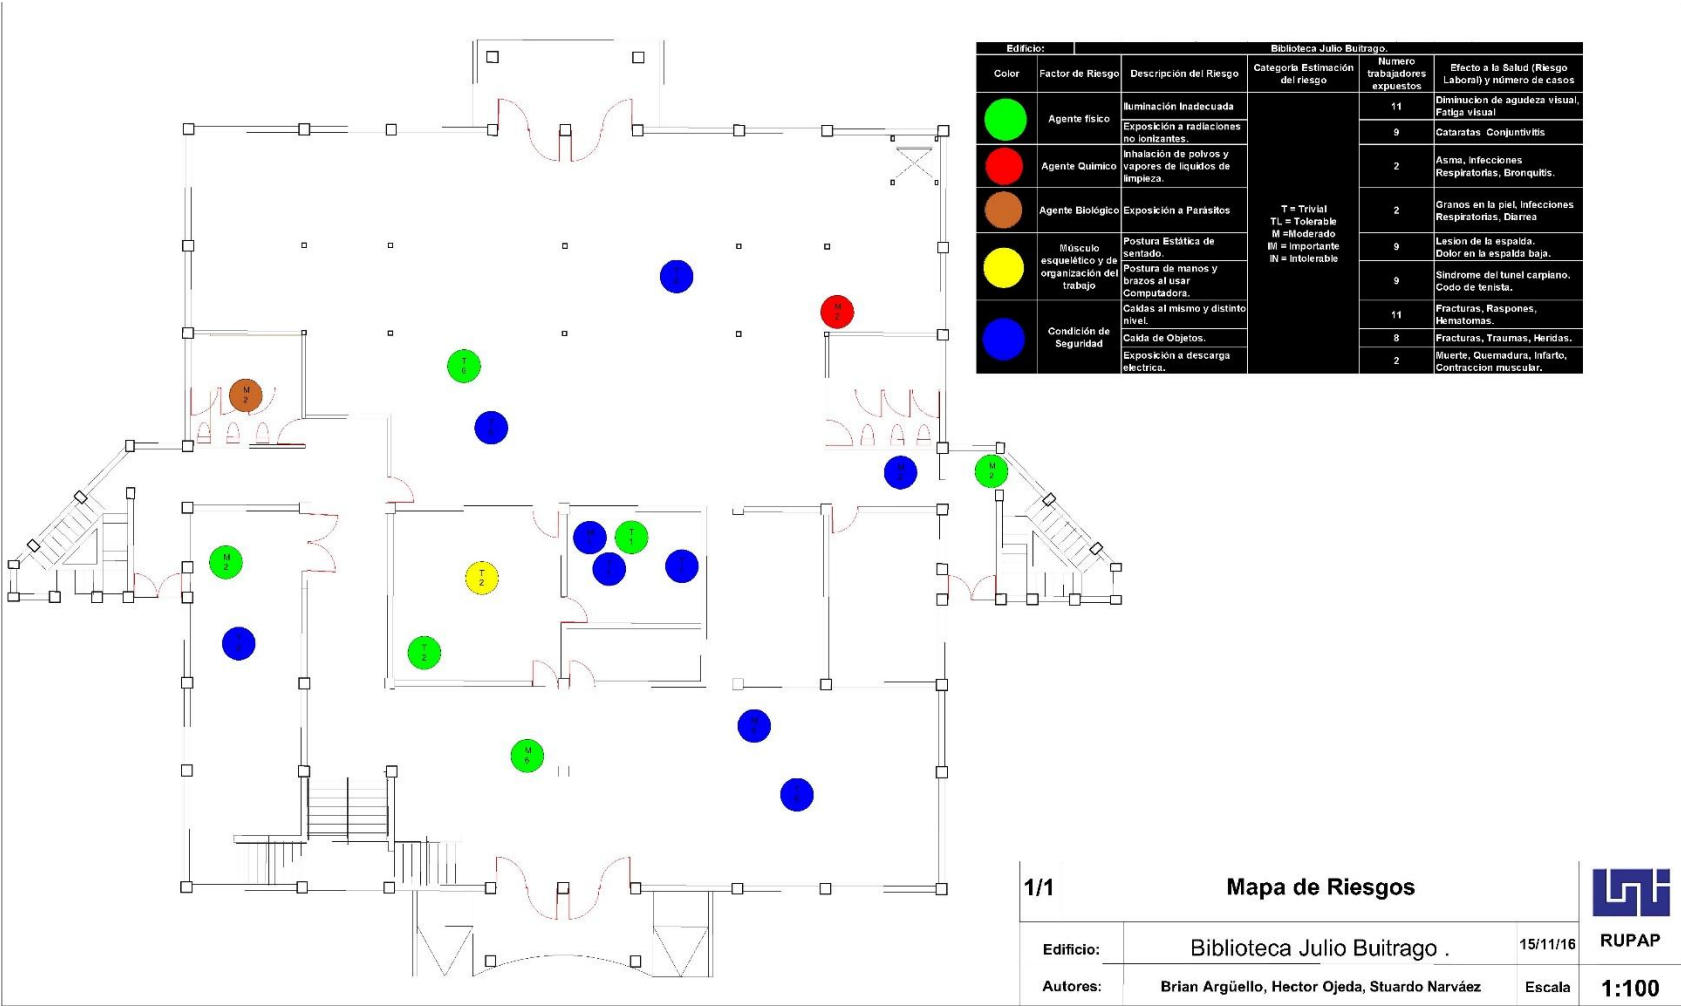 Edificio: Biblioteca Julio Buitrago.
Color Factor de Riesgo Descripción del Riesgo Categoría Estimación del riesgo Numero trabajadores expuestos Efecto a la Salud (Riesgo Laboral) y número de casos
Agente físico
Iluminación Inadecuada 11 Diminucion de agudeza visual, Fatiga visual
Exposición a radiaciones no ionizantes. 9 Cataratas Conjuntivitis
Agente Quimico Inhalación de polvos y vapores de liquidos de limpieza. 2 Asma, Infecciones Respiratorias, Bronquitis.
Agente Biológico Exposición a Parásitos 2 Granos en la piel, Infecciones Respiratorias, Diarrea
T = Trivial
TL = Tolerable
M =Moderado
IM = Importante
IN = Intolerable
Músculo esquelético y de organización del trabajo
Postura Estática de sentado. 9 Lesion de la espalda. Dolor en la espalda baja.
Postura de manos y brazos al usar Computadora. 9 Sindrome del tunel carpiano. Codo de tenista.
Condición de Seguridad
Caídas al mismo y distinto nivel. 11 Fracturas, Raspones, Hematomas.
Caida de Objetos. 8 Fracturas, Traumas, Heridas.
Exposición a descarga electrica. 2 Muerte, Quemadura, Infarto, Contraccion muscular.
M
2
T
6
M
2
M
2
M
2
T
1
T
2
T
2
M
6
1/1 Mapa de Riesgos
Edificio: Biblioteca Julio Buitrago . 15/11/16 RUPAP
Autores: Brian Argüello, Hector Ojeda, Stuardo Narváez Escala 1:100